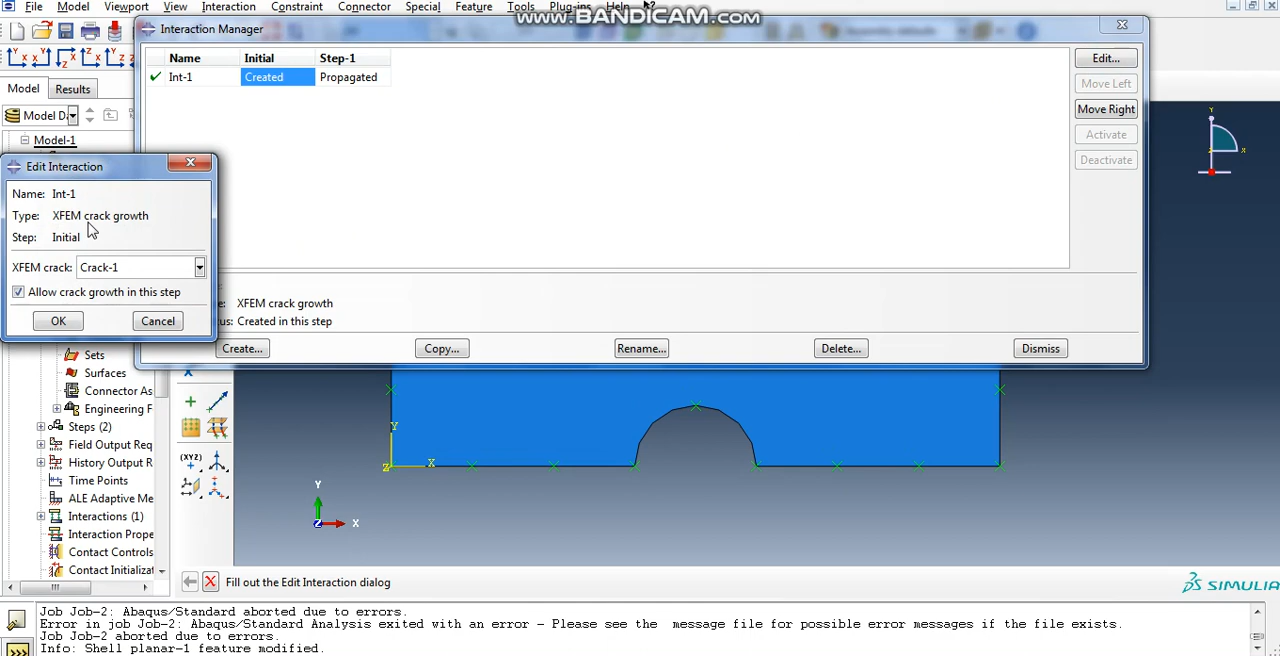 File Model Viewport View Interaction Constraint Connector Special Feature Tools Plug-ins Help
www.BANDICAM.com
Interaction Manager
Name Initial Step-1
Int-1 Created Propagated
Edit...
Move Left
Move Right
Activate
Deactivate
Model Results
Model Da
Model-1
Edit Interaction
Name: Int-1
Type: XFEM crack growth
Step: Initial
XFEM crack: Crack-1
Allow crack growth in this step
OK Cancel
XFEM crack growth
Created in this step
Create... Copy... Rename... Delete... Dismiss
Sets
Surfaces
Connector As
Engineering F
Steps (2)
Field Output Req
History Output R
Time Points
ALE Adaptive Me
Interactions (1)
Interaction Prope
Contact Controls
Contact Initializat
(XYZ)
Y
X
Z
Y
X
Z
Y
X
Fill out the Edit Interaction dialog
SIMULIA
Job Job-2: Abaqus/Standard aborted due to errors.
Error in job Job-2: Abaqus/Standard Analysis exited with an error - Please see the message file for possible error messages if the file exists.
Job Job-2 aborted due to errors.
Info: Shell planar-1 feature modified.
>>>